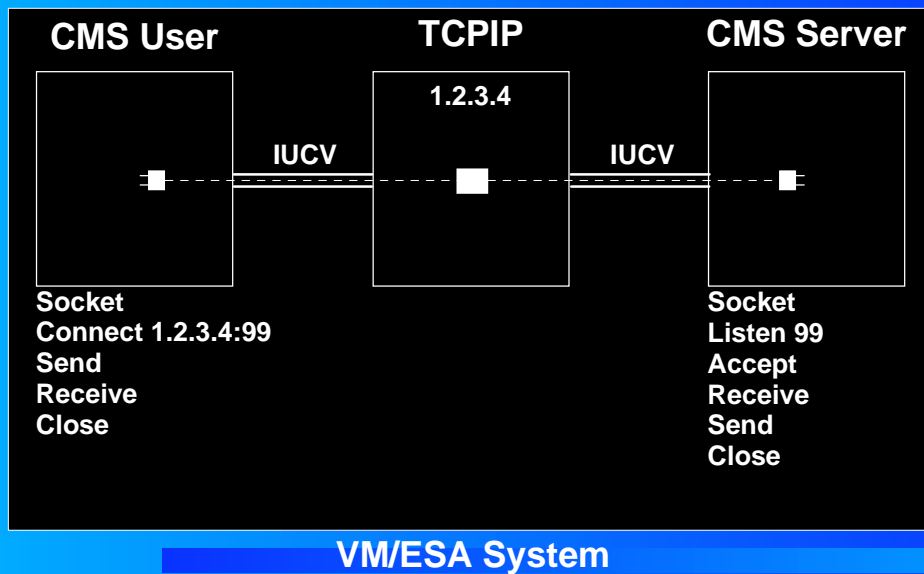 CMS User
TCPIP
CMS Server
1.2.3.4
IUCV
IUCV
Socket
Connect 1.2.3.4:99
Send
Receive
Close
Socket
Listen 99
Accept
Receive
Send
Close
VM/ESA System